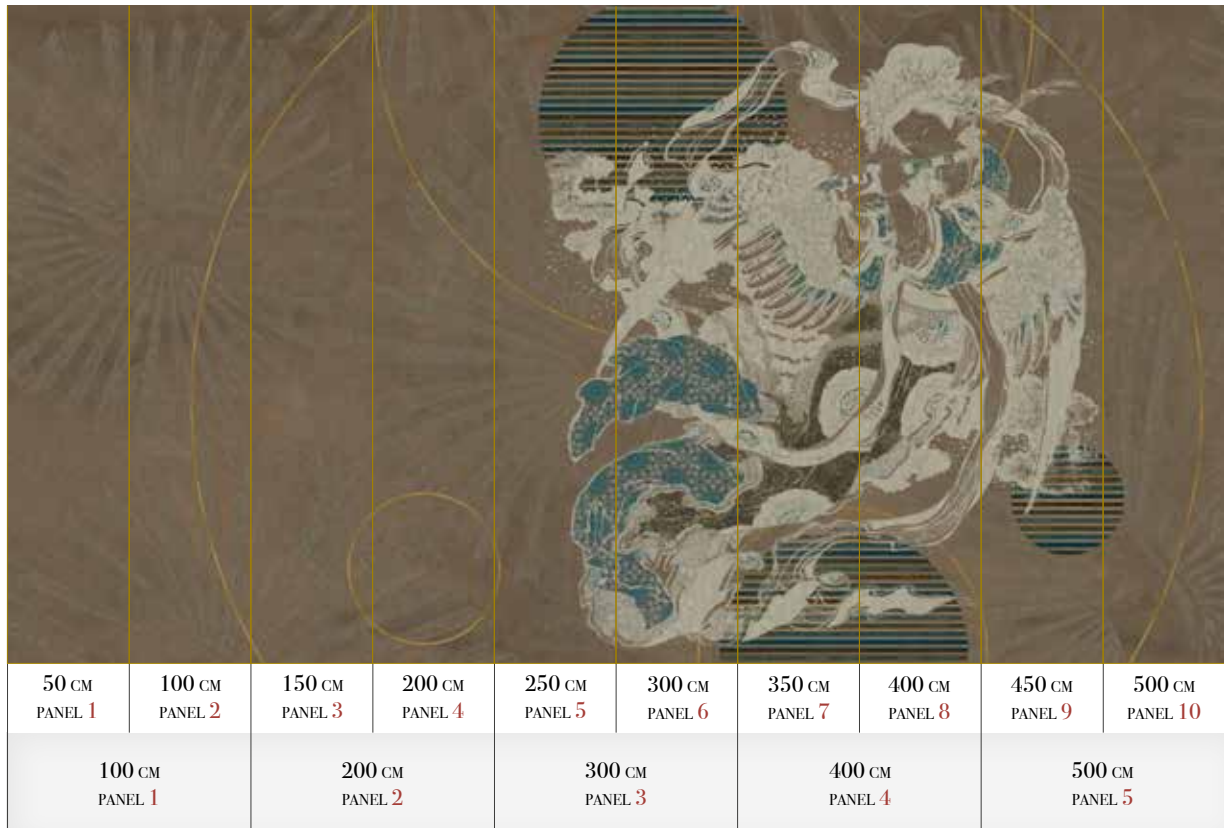 50 CM
PANEL 1
100 CM
PANEL 2
150 CM
PANEL 3
200 CM
PANEL 4
250 CM
PANEL 5
300 CM
PANEL 6
350 CM
PANEL 7
400 CM
PANEL 8
450 CM
PANEL 9
500 CM
PANEL 10
100 CM
PANEL 1
200 CM
PANEL 2
300 CM
PANEL 3
400 CM
PANEL 4
500 CM
PANEL 5